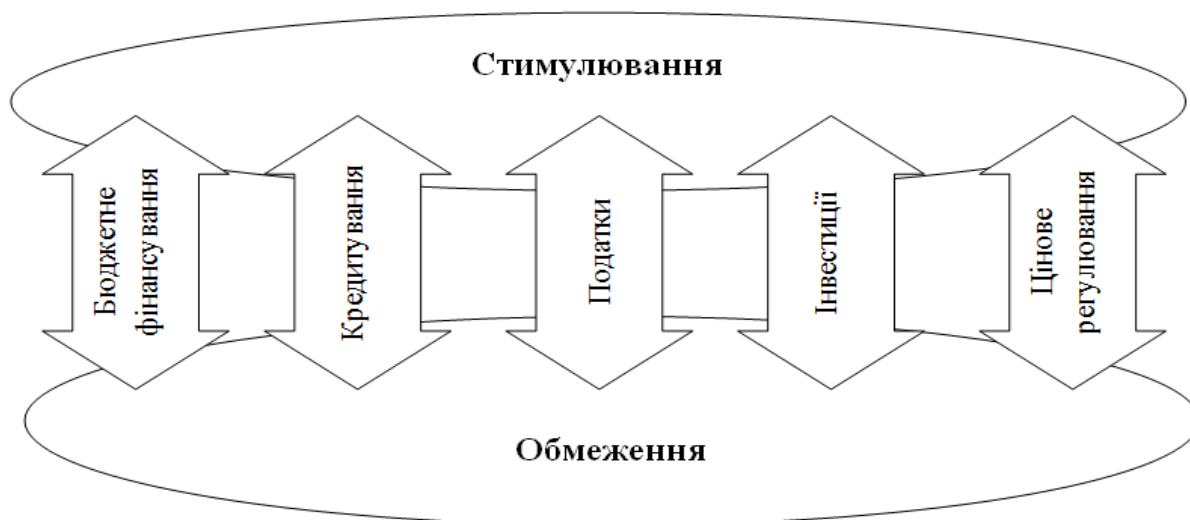 Стимулювання
Бюджетне
фінансування
Кредитування
Податки
Інвестиції
Цінове
регулювання
Обмеження